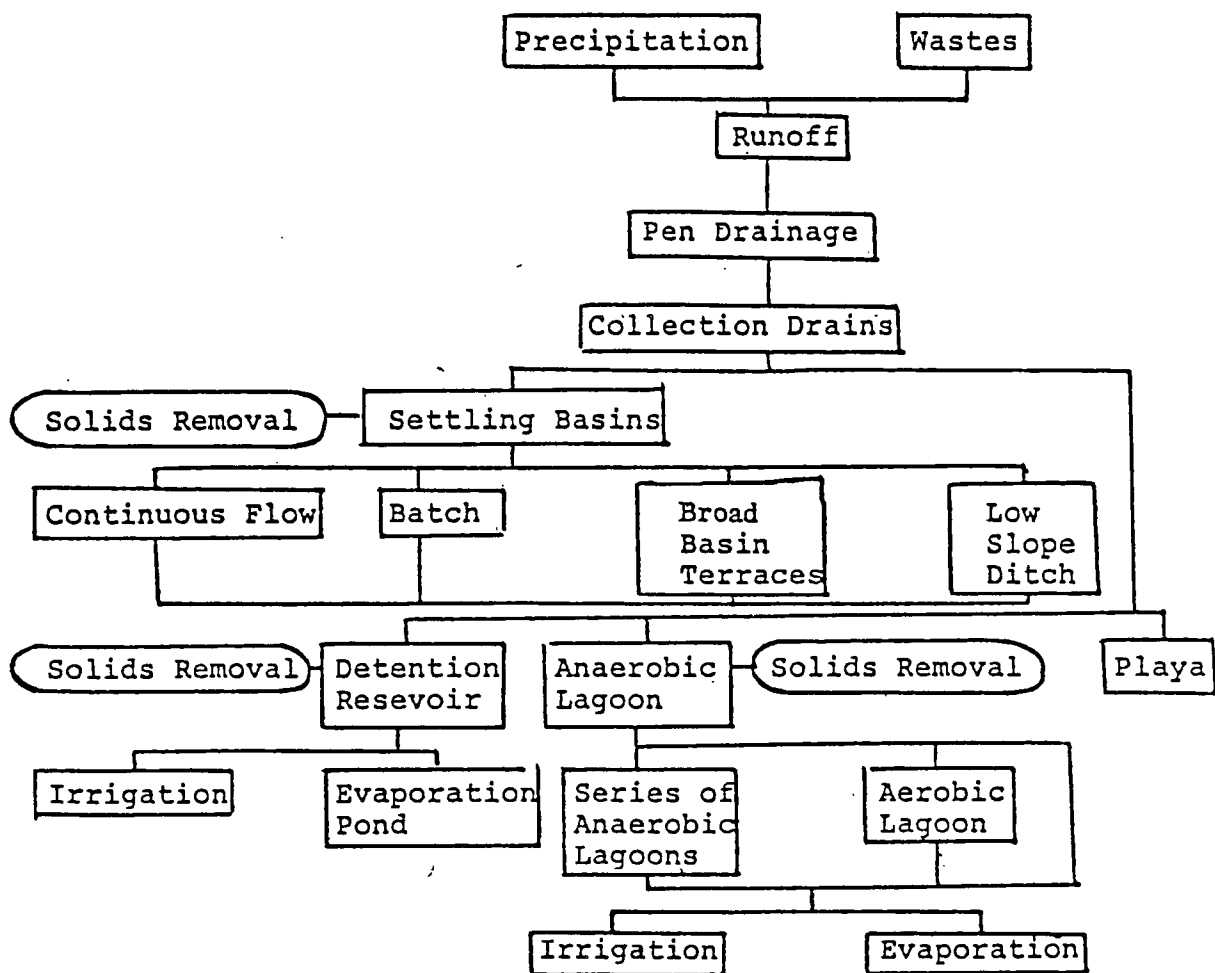 Precipitation
Wastes
Runoff
Pen Drainage
Collection Drains
Solids Removal
Settling Basins
Continuous Flow
Batch
Broad
Basin
Terraces
Low
Slope
Ditch
Solids Removal
Detention
Resevoir
Anaerobic
Lagoon
Solids Removal
Playa
Irrigation
Evaporation
Pond
Series of
Anaerobic
Lagoons
Aerobic
Lagoon
Irrigation
Evaporation